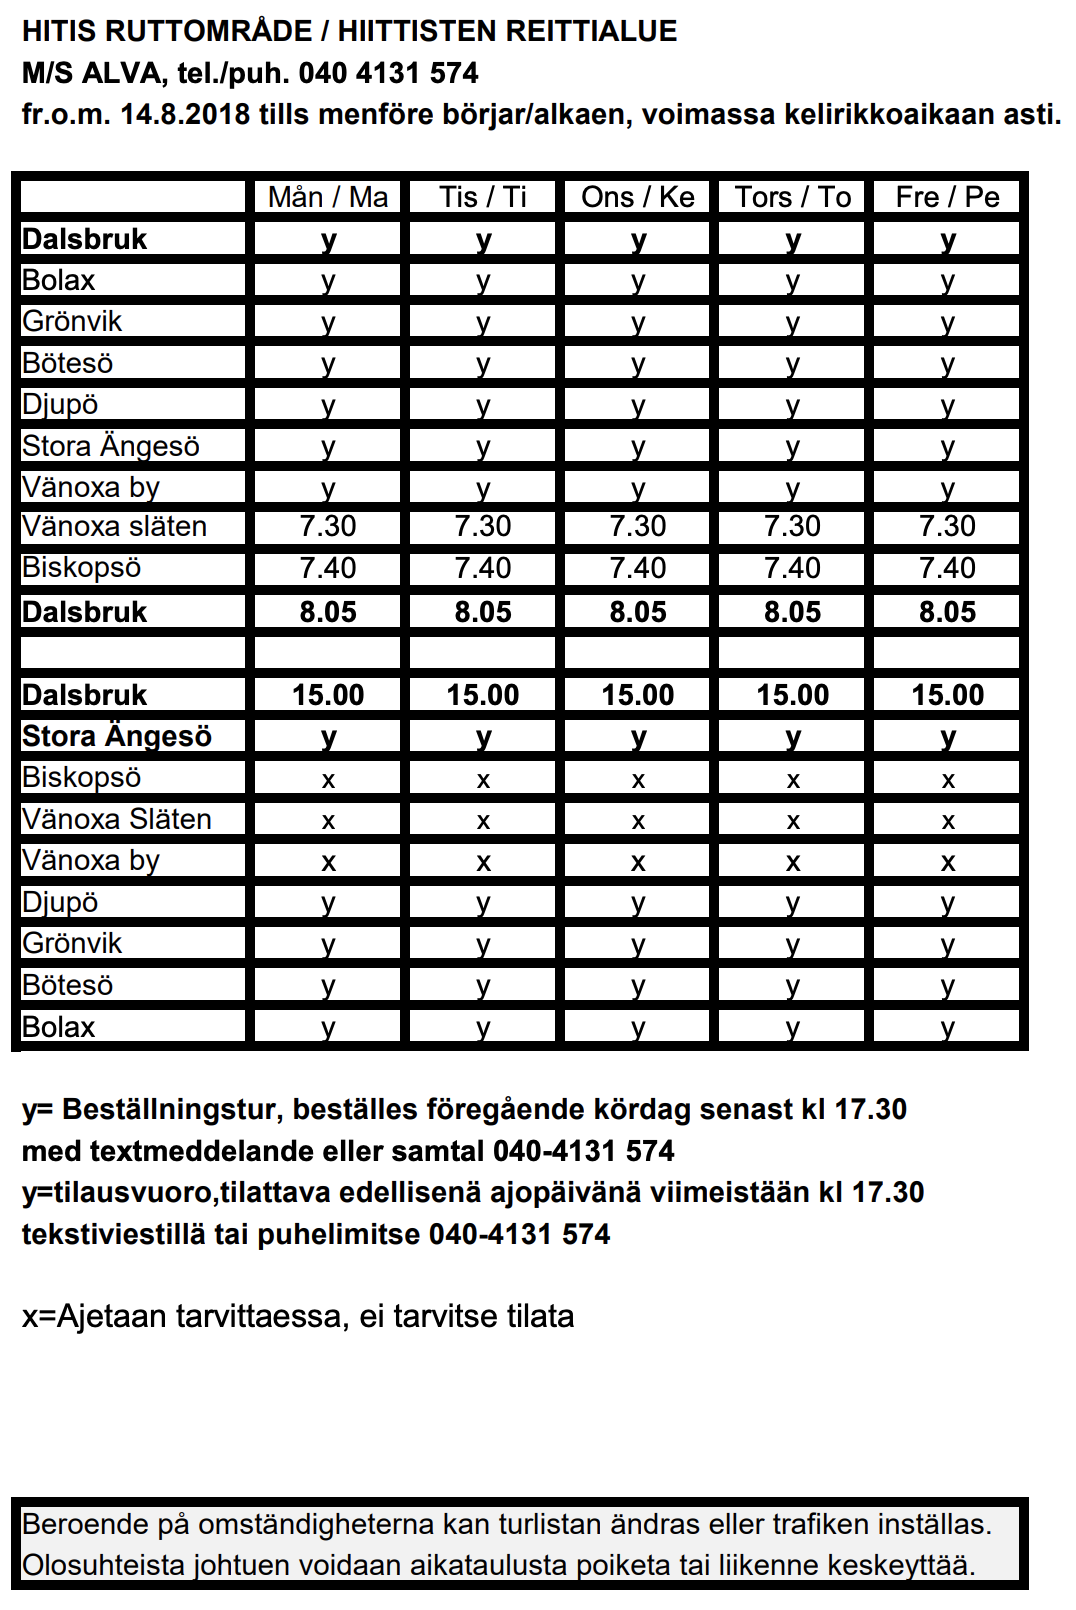 HITIS RUTTOMRÅDE / HIITTISTEN REITTIALUE
M/S ALVA, tel./puh. 040 4131 574
fr.o.m. 14.8.2018 tills menföre börjar/alkaen, voimassa kelirikkoaikaan asti.
Mån / Ma Tis / Ti Ons / Ke Tors / To Fre / Pe
Dalsbruk y y y y y
Bolax y y y y y
Grönvik y y y y y
Bötesö y y y y y
Djupö y y y y y
Stora Ängesö y y y y y
Vänoxa by y y y y y
Vänoxa släten 7.30 7.30 7.30 7.30 7.30
Biskopsö 7.40 7.40 7.40 7.40 7.40
Dalsbruk 8.05 8.05 8.05 8.05 8.05
Dalsbruk 15.00 15.00 15.00 15.00 15.00
Stora Ängesö y y y y y
Biskopsö x x x x x
Vänoxa Släten x x x x x
Vänoxa by x x x x x
Djupö y y y y y
Grönvik y y y y y
Bötesö y y y y y
Bolax y y y y y
y= Beställningstur, beställes föregående kördag senast kl 17.30
med textmeddelande eller samtal 040-4131 574
y=tilausvuoro,tilattava edellisenä ajopäivänä viimeistään kl 17.30
tekstiviestillä tai puhelimitse 040-4131 574
x=Ajetaan tarvittaessa, ei tarvitse tilata
Beroende på omständigheterna kan turlistan ändras eller trafiken inställas.
Olosuhteista johtuen voidaan aikataulusta poiketa tai liikenne keskeyttää.